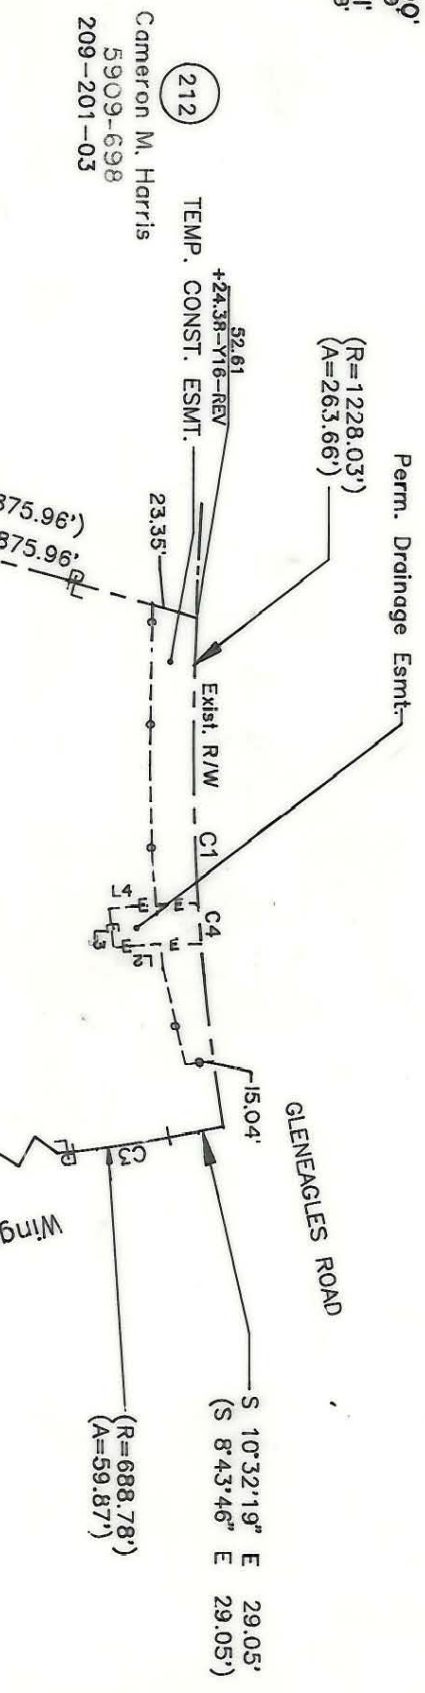 (212)
Cameron M. Harris
5909-698
209-201-03
52.61
+24.38-Y16-REV
TEMP. CONST. ESMT.
(R=1228.03')
(A=263.66')
Perm. Drainage Esmt.
23.35'
875.96')
875.96'
Exist. R/W
C1
C4
E
E
E
E
E
L4
L3
L2
15.04'
GLENEAGLES ROAD
C3
Wing
S 10°32'19" E 29.05'
(S 8°43'46" E 29.05')
(R=688.78')
(A=59.87')